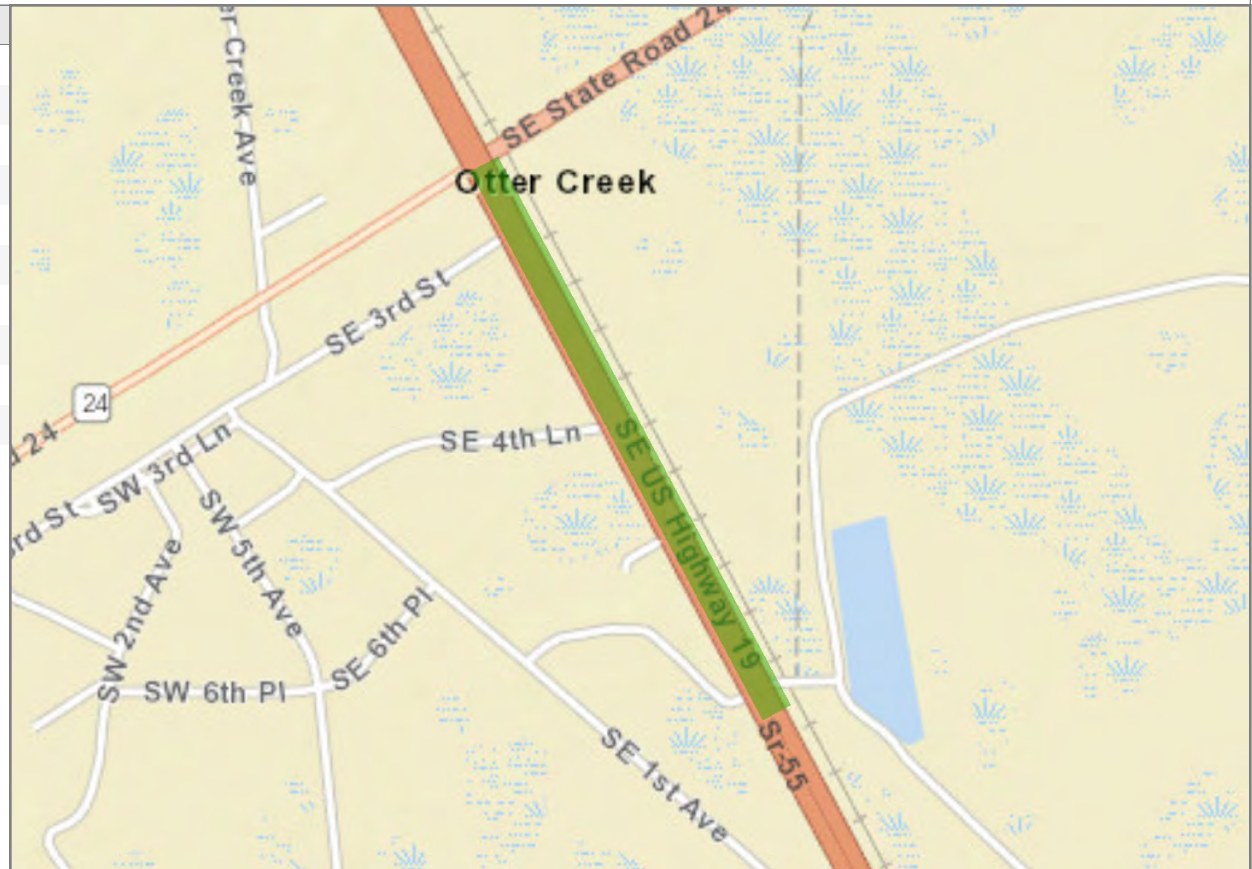 er Creek Ave
SE State Road 24
Otter Creek
SE 3rd St
24
d 24
SW 3rd Ln
SE 4th Ln
rd St
SW 5th Ave
SE US Highway 19
SW 2nd Ave
SE 6th Pl
SW 6th Pl
SE 1st Ave
Sr-55